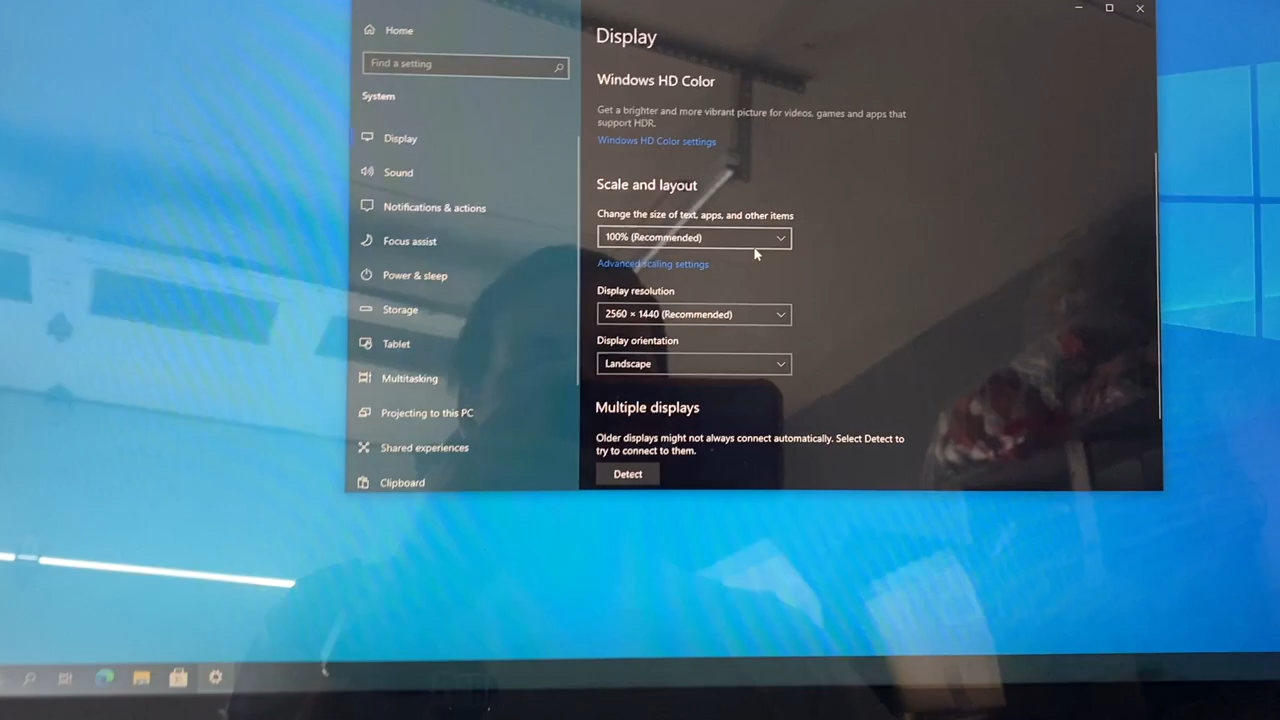 Home
Find a setting
System
Display
Sound
Notifications & actions
Focus assist
Power & sleep
Storage
Tablet
Multitasking
Projecting to this PC
Shared experiences
Clipboard
Display
Windows HD Color
Get a brighter and more vibrant picture for videos, games and apps that
support HDR.
Windows HD Color settings
Scale and layout
Change the size of text, apps, and other items
100% (Recommended)
Advanced scaling settings
Display resolution
2560 × 1440 (Recommended)
Display orientation
Landscape
Multiple displays
Older displays might not always connect automatically. Select Detect to
try to connect to them.
Detect